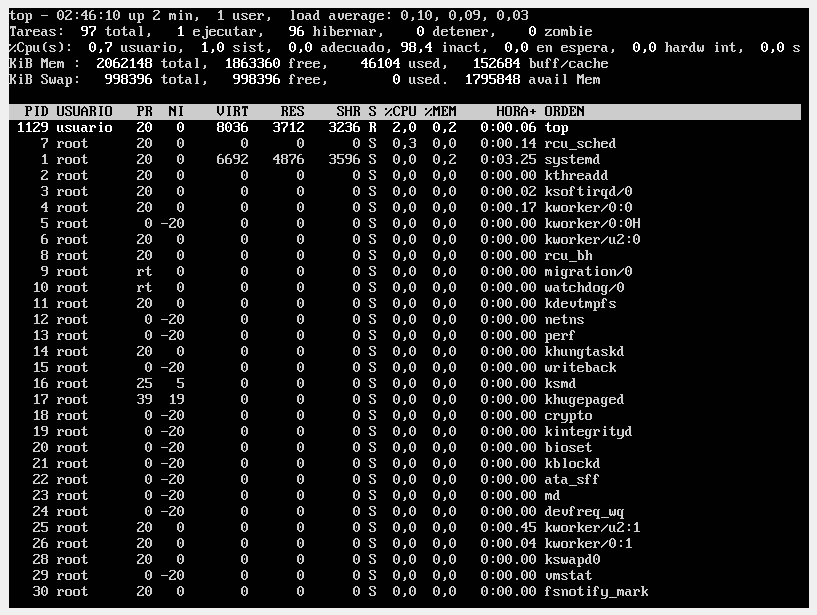 top - 02:46:10 up 2 min,  1 user,  load average: 0,10, 0,09, 0,03
Tareas:  97 total,   1 ejecutar,   96 hibernar,    0 detener,    0 zombie
%Cpu(s):  0,7 usuario,  1,0 sist,  0,0 adecuado, 98,4 inact,  0,0 en espera,  0,0 hardw int,  0,0 s
KiB Mem :  2062148 total,  1863360 free,    46104 used,   152684 buff/cache
KiB Swap:   998396 total,   998396 free,        0 used.  1795848 avail Mem
PID USUARIO   PR  NI    VIRT    RES    SHR S %CPU %MEM     HORA+ ORDEN
1129 usuario   20   0    8036   3712   3236 R  2,0  0,2   0:00.06 top
7 root      20   0       0      0      0 S  0,3  0,0   0:00.14 rcu_sched
1 root      20   0    6692   4876   3596 S  0,0  0,2   0:03.25 systemd
2 root      20   0       0      0      0 S  0,0  0,0   0:00.00 kthreadd
3 root      20   0       0      0      0 S  0,0  0,0   0:00.02 ksoftirqd/0
4 root      20   0       0      0      0 S  0,0  0,0   0:00.17 kworker/0:0
5 root       0 -20       0      0      0 S  0,0  0,0   0:00.00 kworker/0:0H
6 root      20   0       0      0      0 S  0,0  0,0   0:00.00 kworker/u2:0
8 root      20   0       0      0      0 S  0,0  0,0   0:00.00 rcu_bh
9 root      rt   0       0      0      0 S  0,0  0,0   0:00.00 migration/0
10 root      rt   0       0      0      0 S  0,0  0,0   0:00.00 watchdog/0
11 root      20   0       0      0      0 S  0,0  0,0   0:00.00 kdevtmpfs
12 root       0 -20       0      0      0 S  0,0  0,0   0:00.00 netns
13 root       0 -20       0      0      0 S  0,0  0,0   0:00.00 perf
14 root      20   0       0      0      0 S  0,0  0,0   0:00.00 khungtaskd
15 root       0 -20       0      0      0 S  0,0  0,0   0:00.00 writeback
16 root      25   5       0      0      0 S  0,0  0,0   0:00.00 ksmd
17 root      39  19       0      0      0 S  0,0  0,0   0:00.00 khugepaged
18 root       0 -20       0      0      0 S  0,0  0,0   0:00.00 crypto
19 root       0 -20       0      0      0 S  0,0  0,0   0:00.00 kintegrityd
20 root       0 -20       0      0      0 S  0,0  0,0   0:00.00 bioset
21 root       0 -20       0      0      0 S  0,0  0,0   0:00.00 kblockd
22 root       0 -20       0      0      0 S  0,0  0,0   0:00.00 ata_sff
23 root       0 -20       0      0      0 S  0,0  0,0   0:00.00 md
24 root       0 -20       0      0      0 S  0,0  0,0   0:00.00 devfreq_wq
25 root      20   0       0      0      0 S  0,0  0,0   0:00.45 kworker/u2:1
26 root      20   0       0      0      0 S  0,0  0,0   0:00.04 kworker/0:1
28 root      20   0       0      0      0 S  0,0  0,0   0:00.00 kswapd0
29 root       0 -20       0      0      0 S  0,0  0,0   0:00.00 vmstat
30 root      20   0       0      0      0 S  0,0  0,0   0:00.00 fsnotify_mark